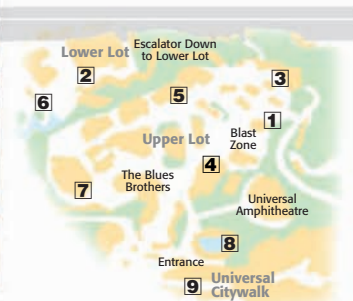 Escalator Down
to Lower Lot
Lower Lot
2
3
5
6
1
Upper Lot
Blast
Zone
4
The Blues
Brothers
7
Universal
Amphitheatre
8
Entrance
9
Universal
Citywalk